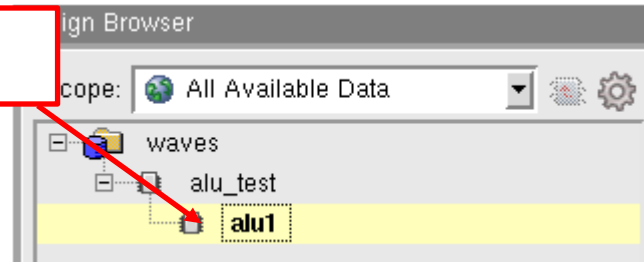 ign Browser
cope: All Available Data
waves
alu_test
alu1